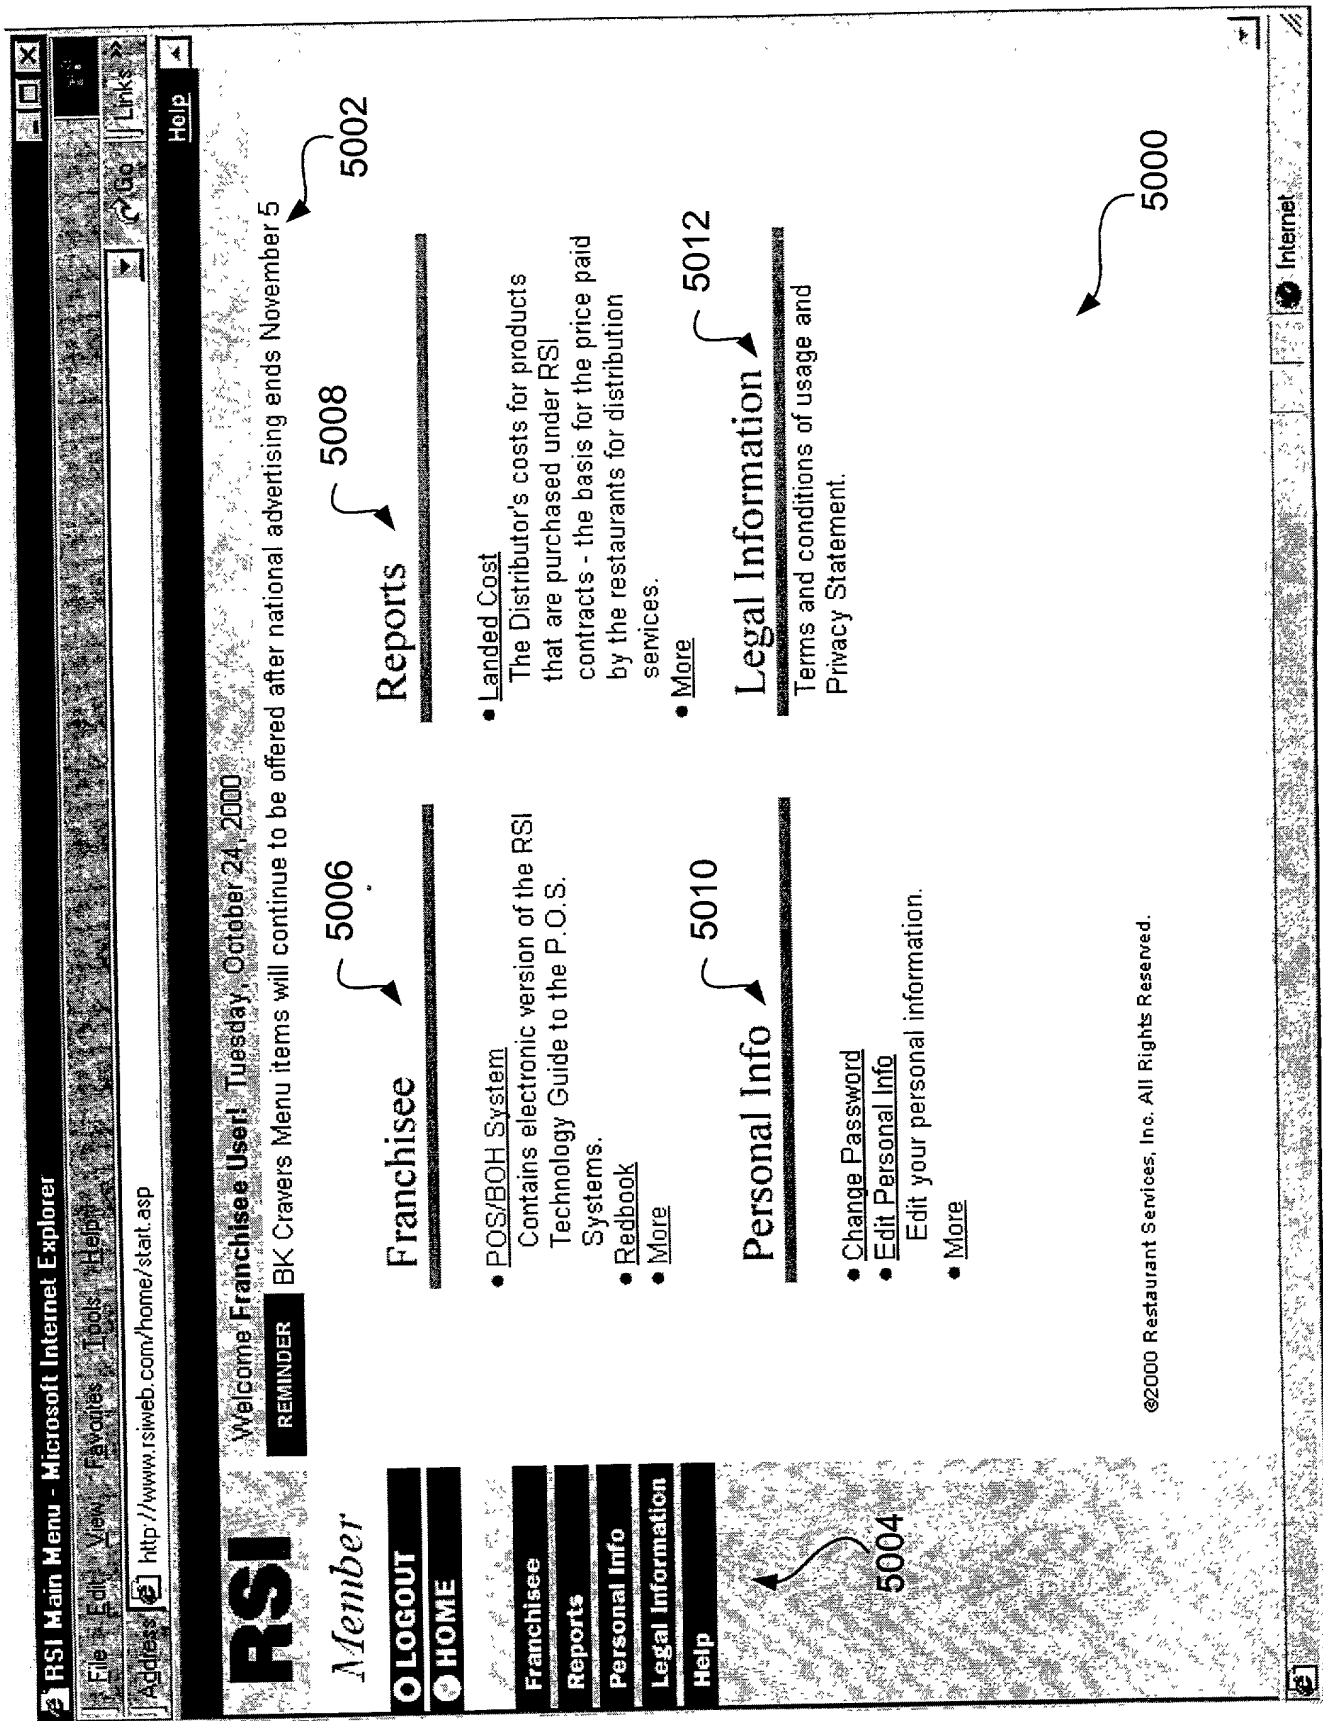 RSI Main Menu - Microsoft Internet Explorer
File Edit View Favorites Tools Help
Address http://www.rsiweb.com/home/start.asp Go Links »
Help
RSI
Welcome Franchisee User! Tuesday, October 24, 2000
REMINDER BK Cravers Menu items will continue to be offered after national advertising ends November 5
5002
Member
LOGOUT
HOME
Franchisee
Reports
Personal Info
Legal Information
Help
5004
5006
Franchisee
• POS/BOH System
Contains electronic version of the RSI
Technology Guide to the P.O.S.
Systems.
• Redbook
• More
5008
Reports
• Landed Cost
The Distributor's costs for products
that are purchased under RSI
contracts - the basis for the price paid
by the restaurants for distribution
services.
• More
5010
Personal Info
• Change Password
• Edit Personal Info
Edit your personal information.
• More
5012
Legal Information
Terms and conditions of usage and
Privacy Statement.
5000
©2000 Restaurant Services, Inc. All Rights Reserved.
Internet